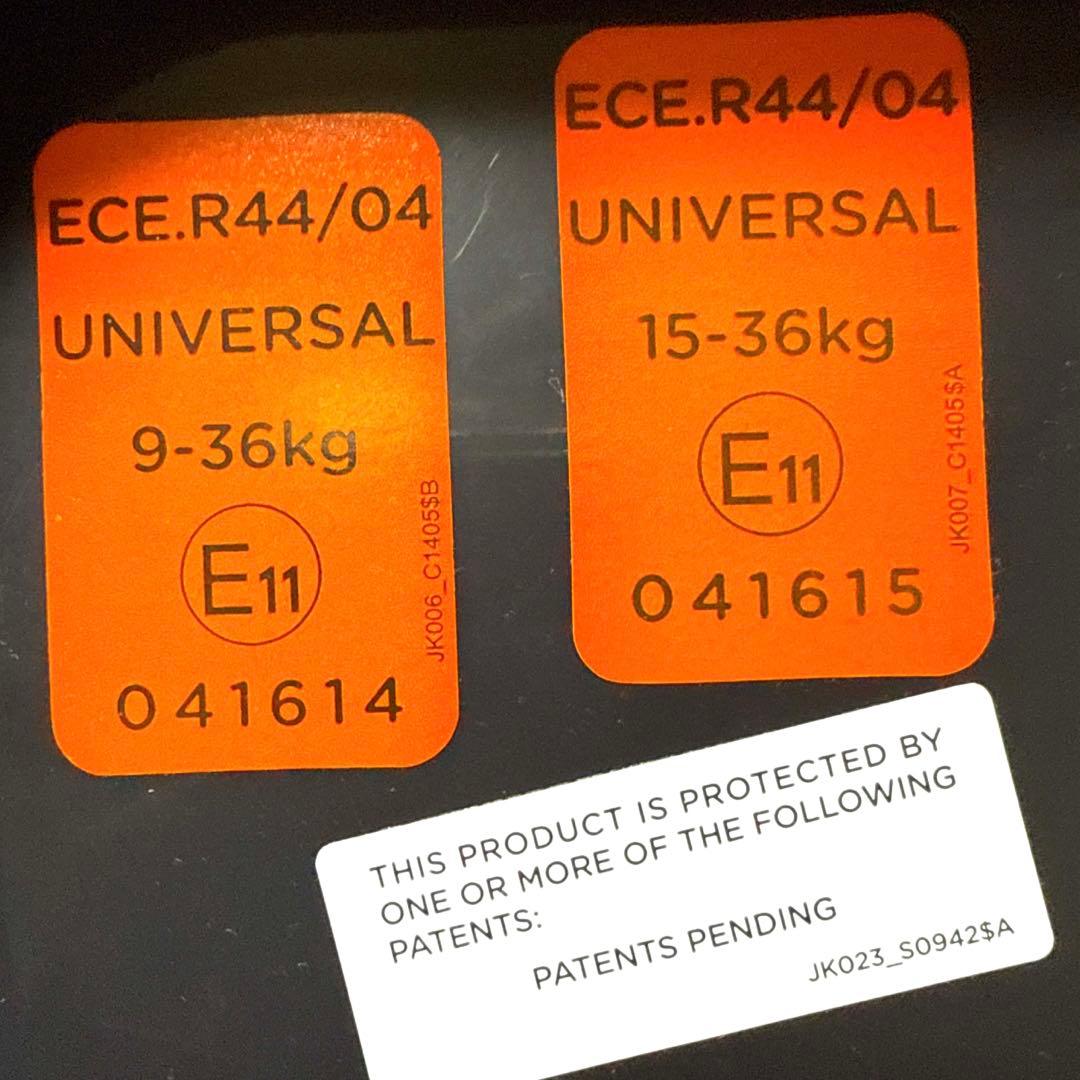 ECE.R44/04
UNIVERSAL
9-36kg
E11
041614
JK006_C1405$B
ECE.R44/04
UNIVERSAL
15-36kg
E11
041615
JK007_C1405$A
THIS PRODUCT IS PROTECTED BY
ONE OR MORE OF THE FOLLOWING
PATENTS:
PATENTS PENDING
JK023_S0942$A